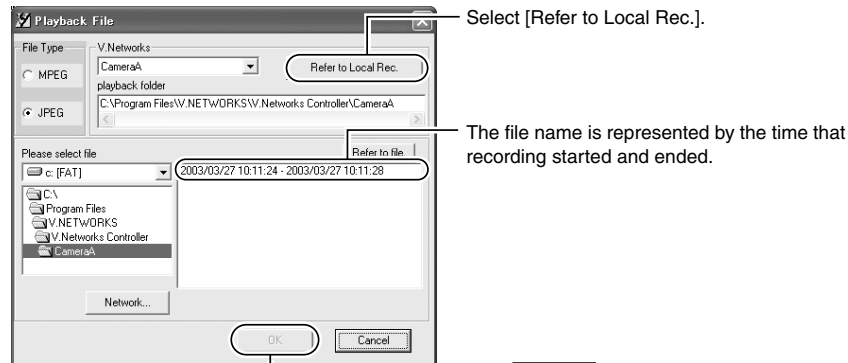 Playback File
Select [Refer to Local Rec.].
File Type
V.Networks
MPEG
CameraA
Refer to Local Rec.
playback folder
JPEG
C:\Program Files\V.NETWORKS\V.Networks Controller\CameraA
The file name is represented by the time that
recording started and ended.
Please select file
Refer to file.
c: [FAT]
2003/03/27 10:11:24 - 2003/03/27 10:11:28
C:\
Program Files
V.NETWORKS
V.Networks Controller
CameraA
Network...
OK
Cancel